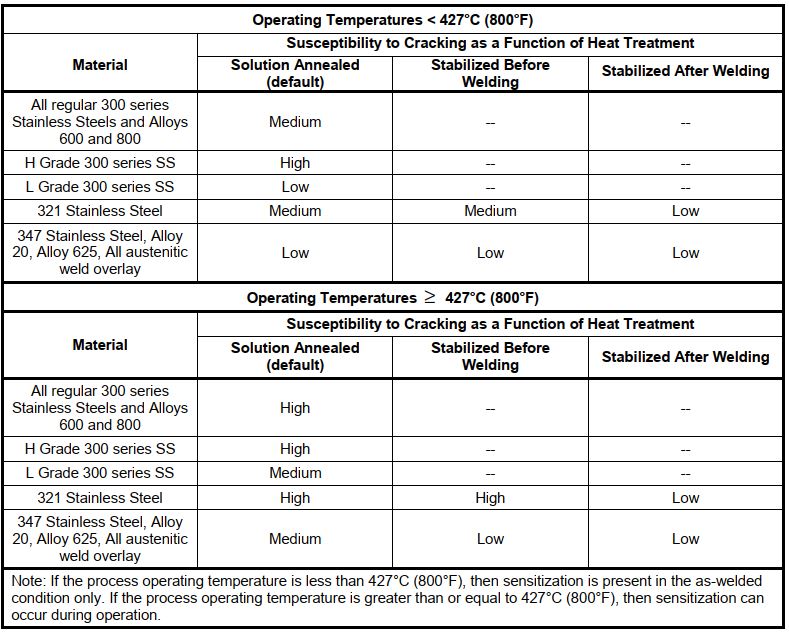 Operating Temperatures < 427°C (800°F)
Material
Susceptibility to Cracking as a Function of Heat Treatment
Solution Annealed
(default)
Stabilized Before
Welding
Stabilized After Welding
All regular 300 series
Stainless Steels and Alloys
600 and 800
Medium
--
--
H Grade 300 series SS
High
--
--
L Grade 300 series SS
Low
--
--
321 Stainless Steel
Medium
Medium
Low
347 Stainless Steel, Alloy
20, Alloy 625, All austenitic
weld overlay
Low
Low
Low
Operating Temperatures ≥ 427°C (800°F)
Material
Susceptibility to Cracking as a Function of Heat Treatment
Solution Annealed
(default)
Stabilized Before
Welding
Stabilized After Welding
All regular 300 series
Stainless Steels and Alloys
600 and 800
High
--
--
H Grade 300 series SS
High
--
--
L Grade 300 series SS
Medium
--
--
321 Stainless Steel
High
High
Low
347 Stainless Steel, Alloy
20, Alloy 625, All austenitic
weld overlay
Medium
Low
Low
Note: If the process operating temperature is less than 427°C (800°F), then sensitization is present in the as-welded
condition only. If the process operating temperature is greater than or equal to 427°C (800°F), then sensitization can
occur during operation.